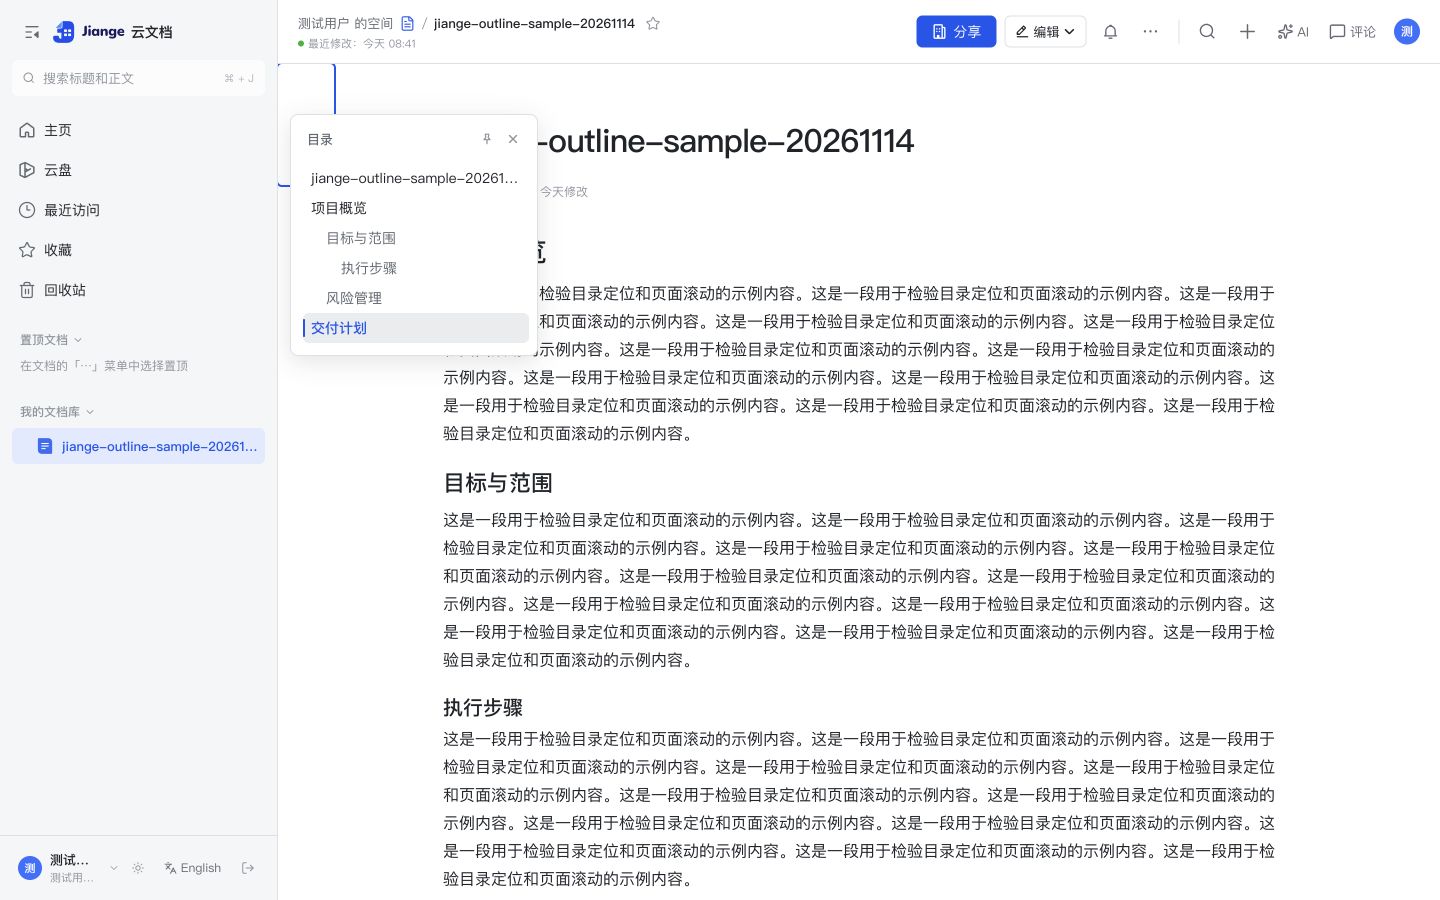 Jiange 云文档
搜索标题和正文 ⌘ + J
主页
云盘
最近访问
收藏
回收站
置顶文档
在文档的「···」菜单中选择置顶
我的文档库
jiange-outline-sample-20261...
测
测试...
测试用...
English
测试用户 的空间 / jiange-outline-sample-20261114
最近修改：今天 08:41
分享
编辑
AI
评论
测
目录
jiange-outline-sample-20261...
项目概览
目标与范围
执行步骤
风险管理
交付计划
-outline-sample-20261114
今天修改
检验目录定位和页面滚动的示例内容。这是一段用于检验目录定位和页面滚动的示例内容。这是一段用于
和页面滚动的示例内容。这是一段用于检验目录定位和页面滚动的示例内容。这是一段用于检验目录定位
示例内容。这是一段用于检验目录定位和页面滚动的示例内容。这是一段用于检验目录定位和页面滚动的
示例内容。这是一段用于检验目录定位和页面滚动的示例内容。这是一段用于检验目录定位和页面滚动的示例内容。这
是一段用于检验目录定位和页面滚动的示例内容。这是一段用于检验目录定位和页面滚动的示例内容。这是一段用于检
验目录定位和页面滚动的示例内容。
目标与范围
这是一段用于检验目录定位和页面滚动的示例内容。这是一段用于检验目录定位和页面滚动的示例内容。这是一段用于
检验目录定位和页面滚动的示例内容。这是一段用于检验目录定位和页面滚动的示例内容。这是一段用于检验目录定位
和页面滚动的示例内容。这是一段用于检验目录定位和页面滚动的示例内容。这是一段用于检验目录定位和页面滚动的
示例内容。这是一段用于检验目录定位和页面滚动的示例内容。这是一段用于检验目录定位和页面滚动的示例内容。这
是一段用于检验目录定位和页面滚动的示例内容。这是一段用于检验目录定位和页面滚动的示例内容。这是一段用于检
验目录定位和页面滚动的示例内容。
执行步骤
这是一段用于检验目录定位和页面滚动的示例内容。这是一段用于检验目录定位和页面滚动的示例内容。这是一段用于
检验目录定位和页面滚动的示例内容。这是一段用于检验目录定位和页面滚动的示例内容。这是一段用于检验目录定位
和页面滚动的示例内容。这是一段用于检验目录定位和页面滚动的示例内容。这是一段用于检验目录定位和页面滚动的
示例内容。这是一段用于检验目录定位和页面滚动的示例内容。这是一段用于检验目录定位和页面滚动的示例内容。这
是一段用于检验目录定位和页面滚动的示例内容。这是一段用于检验目录定位和页面滚动的示例内容。这是一段用于检
验目录定位和页面滚动的示例内容。